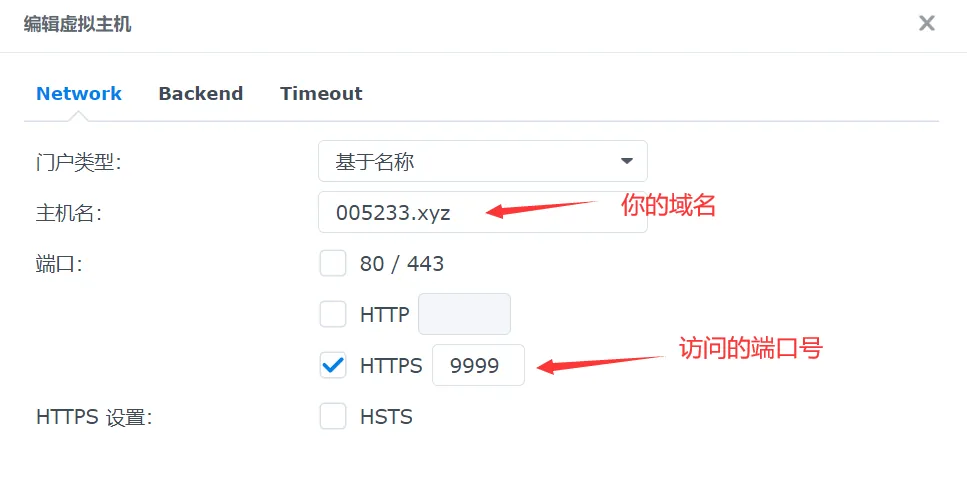 编辑虚拟主机
Network Backend Timeout
门户类型: 基于名称
主机名: 005233.xyz 你的域名
端口: 80 / 443
HTTP
HTTPS 9999 访问的端口号
HTTPS 设置: HSTS